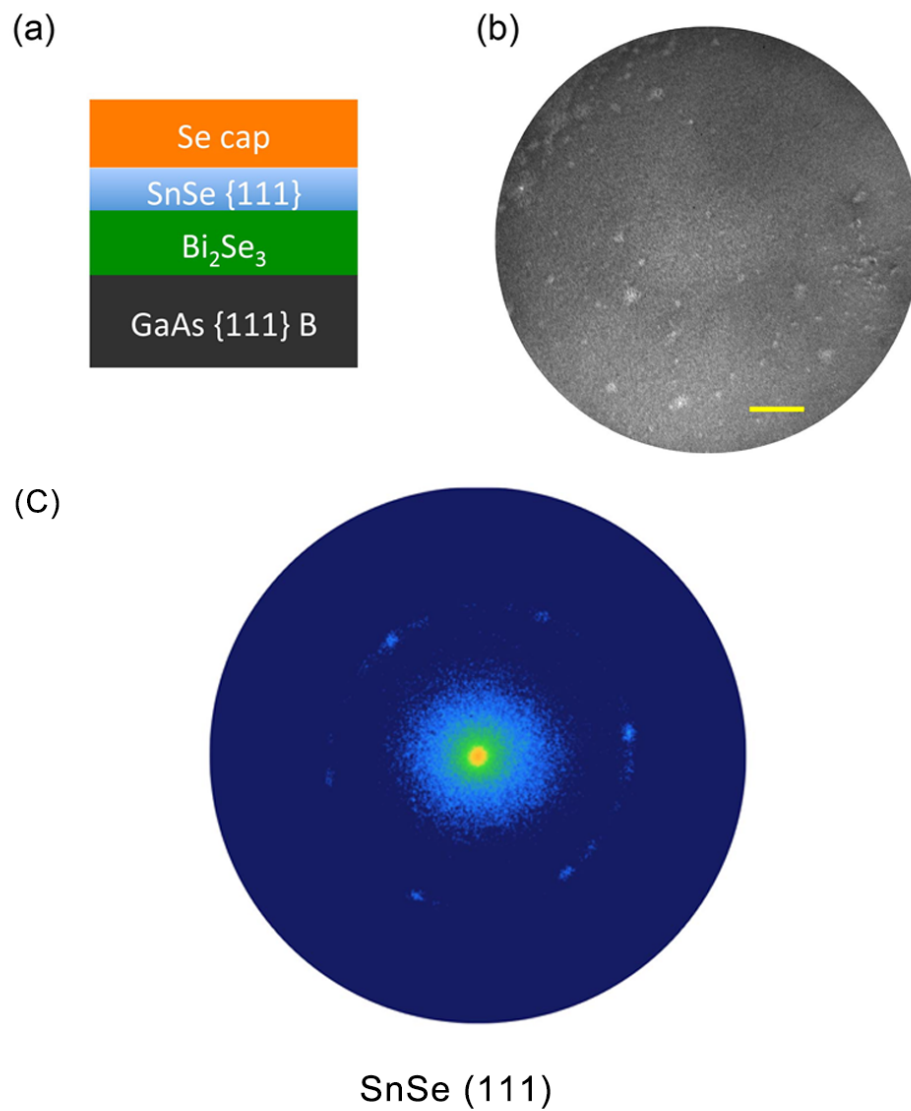 (a)
(b)
Se cap
SnSe {111}
Bi₂Se₃
GaAs {111} B
(C)
SnSe (111)